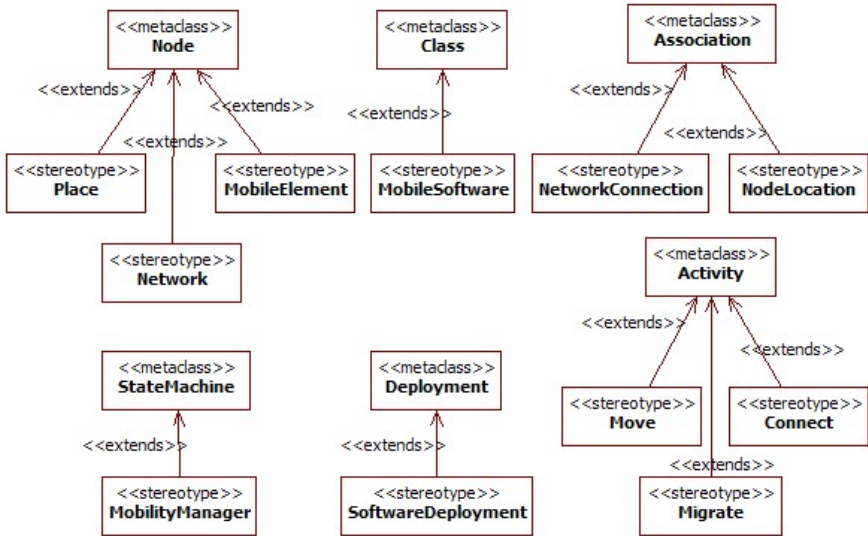 <<metaclass>>
Node
<<metaclass>>
Class
<<metaclass>>
Association
<<extends>>
<<extends>>
<<extends>>
<<extends>>
<<extends>>
<<extends>>
<<stereotype>>
Place
<<stereotype>>
MobileElement
<<stereotype>>
MobileSoftware
<<stereotype>>
NetworkConnection
<<stereotype>>
NodeLocation
<<stereotype>>
Network
<<metaclass>>
Activity
<<metaclass>>
StateMachine
<<metaclass>>
Deployment
<<extends>>
<<extends>>
<<stereotype>>
Move
<<stereotype>>
Connect
<<extends>>
<<extends>>
<<extends>>
<<stereotype>>
MobilityManager
<<stereotype>>
SoftwareDeployment
<<stereotype>>
Migrate